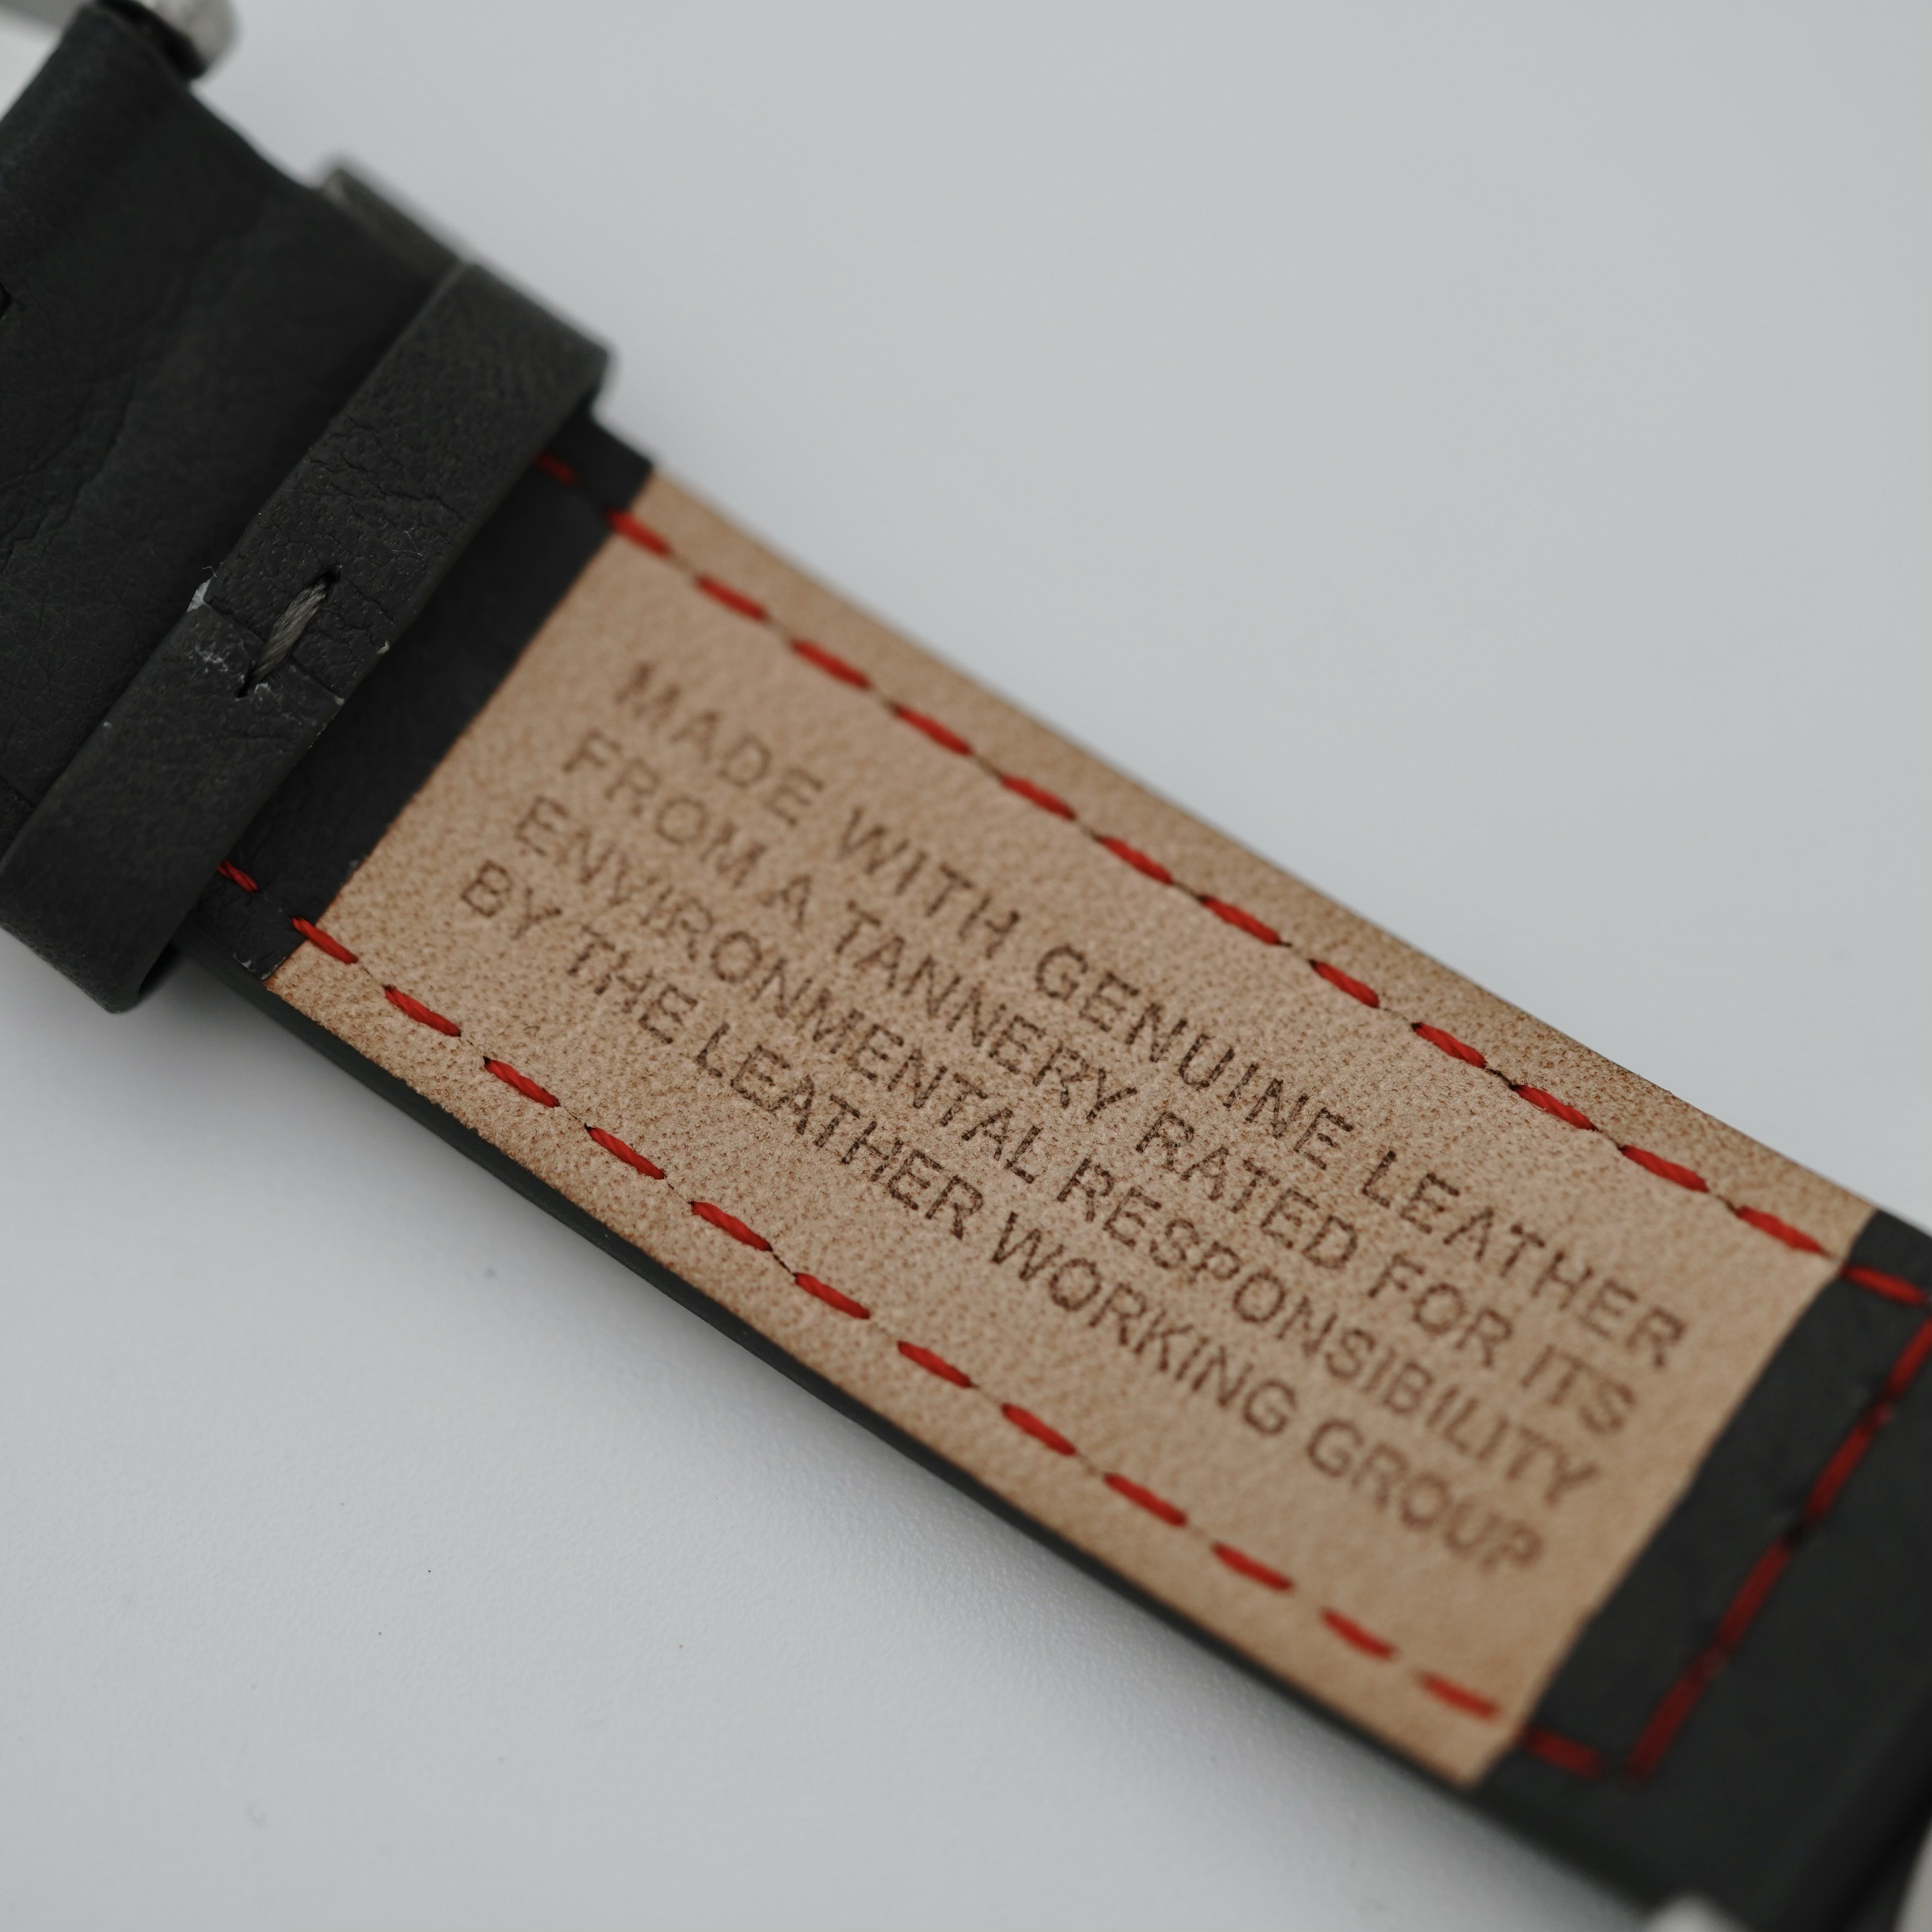 MADE WITH GENUINE LEATHER
FROM A TANNERY RATED FOR ITS
ENVIRONMENTAL RESPONSIBILITY
BY THE LEATHER WORKING GROUP